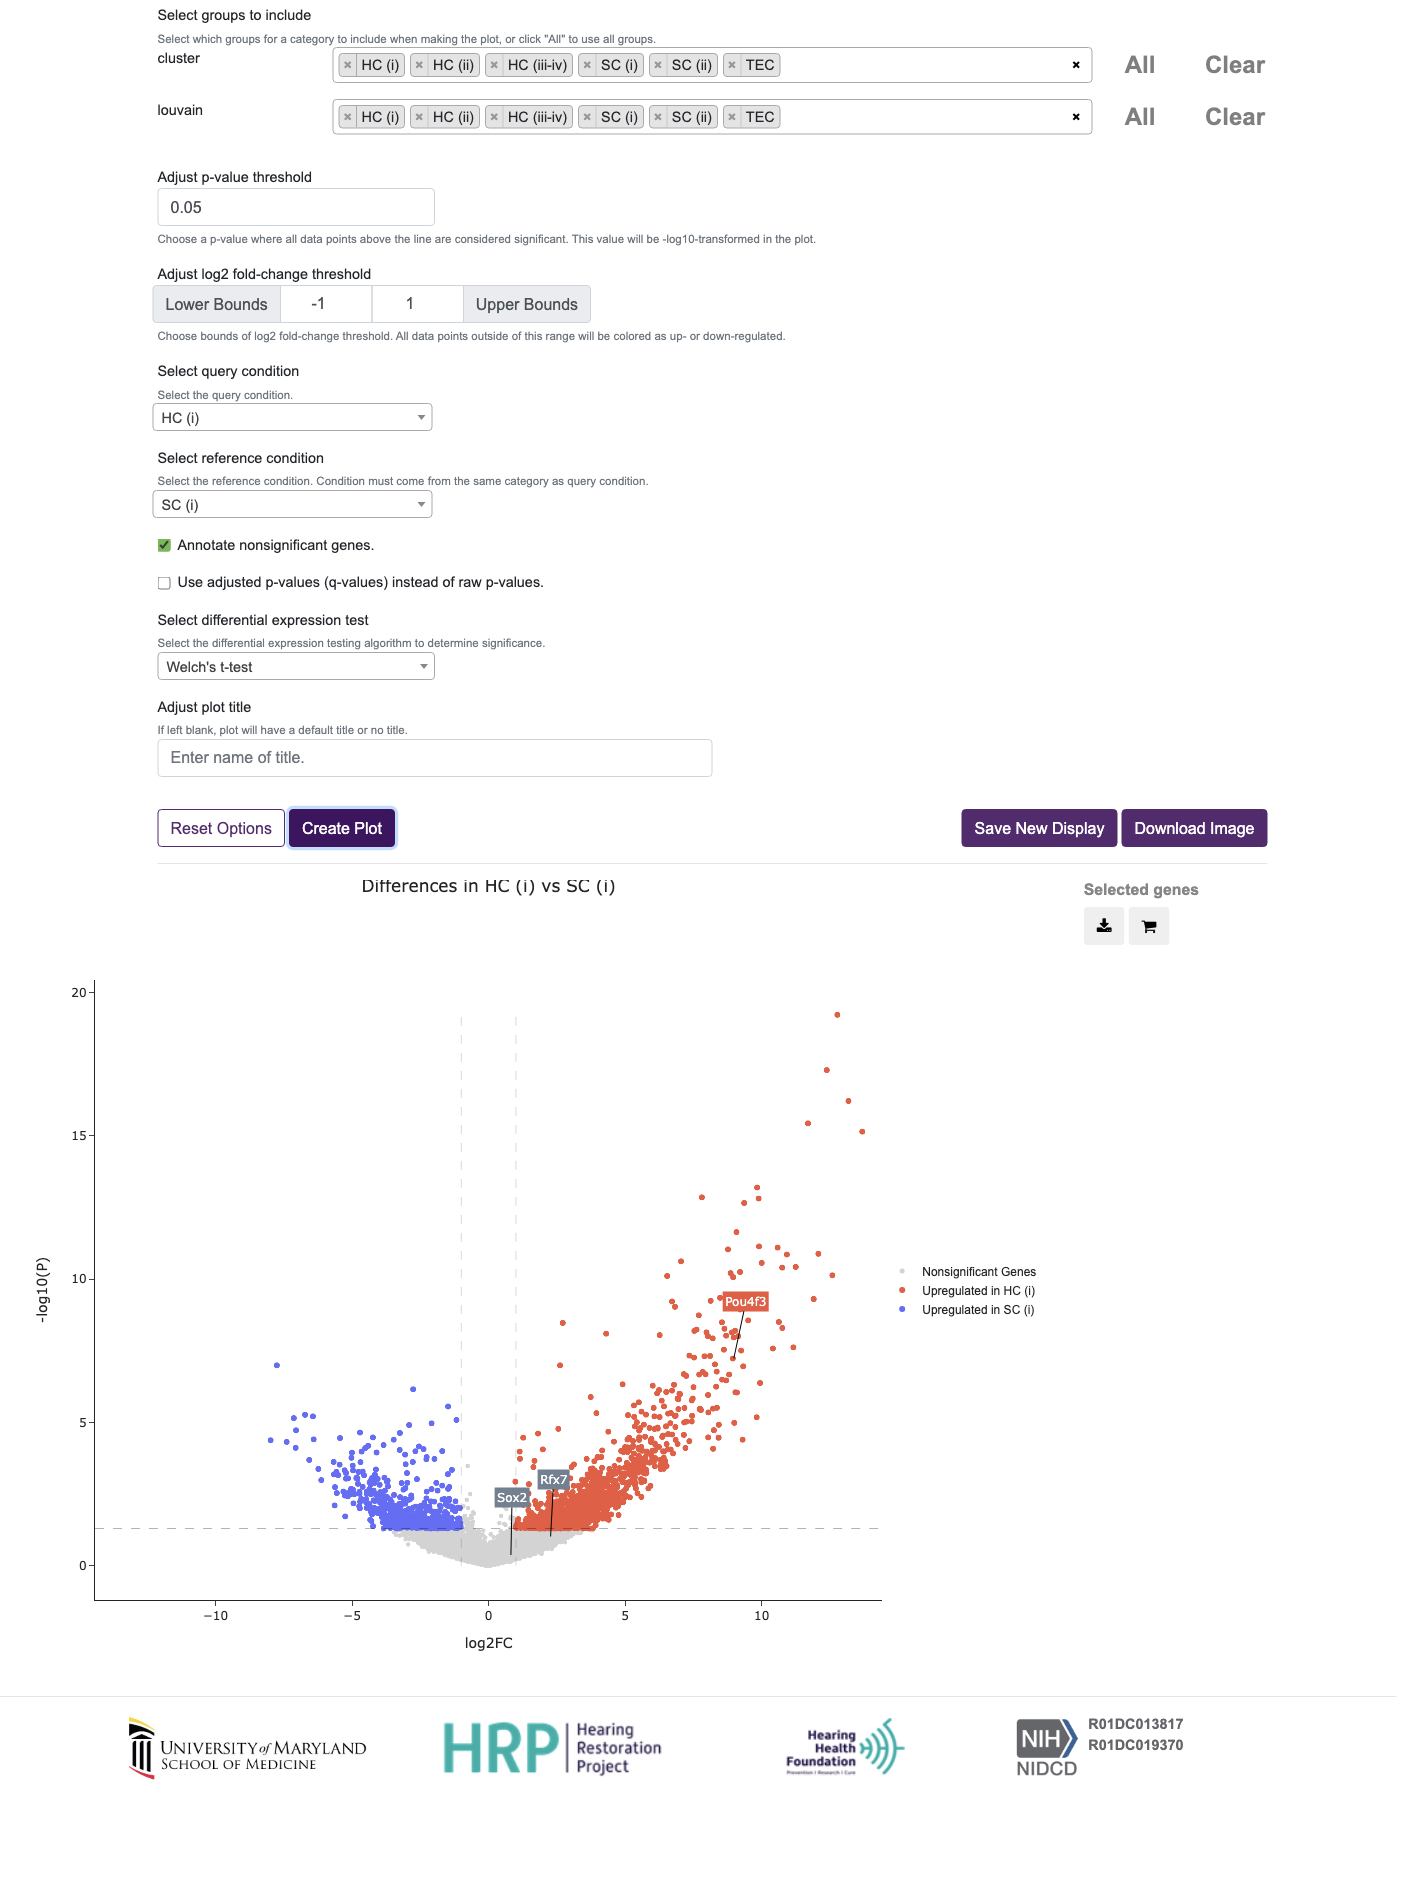 Select groups to include
Select which groups for a category to include when making the plot, or click "All" to use all groups.
cluster
× HC (i) × HC (ii) × HC (iii-iv) × SC (i) × SC (ii) × TEC ×
All Clear
louvain
× HC (i) × HC (ii) × HC (iii-iv) × SC (i) × SC (ii) × TEC ×
All Clear
Adjust p-value threshold
0.05
Choose a p-value where all data points above the line are considered significant. This value will be -log10-transformed in the plot.
Adjust log2 fold-change threshold
Lower Bounds -1 1 Upper Bounds
Choose bounds of log2 fold-change threshold. All data points outside of this range will be colored as up- or down-regulated.
Select query condition
Select the query condition.
HC (i)
Select reference condition
Select the reference condition. Condition must come from the same category as query condition.
SC (i)
Annotate nonsignificant genes.
Use adjusted p-values (q-values) instead of raw p-values.
Select differential expression test
Select the differential expression testing algorithm to determine significance.
Welch's t-test
Adjust plot title
If left blank, plot will have a default title or no title.
Enter name of title.
Reset Options Create Plot Save New Display Download Image
Differences in HC (i) vs SC (i)
Selected genes
20
15
10
5
0
-log10(P)
Pou4f3
Rfx7
Sox2
Nonsignificant Genes
Upregulated in HC (i)
Upregulated in SC (i)
−10 −5 0 5 10
log2FC
UNIVERSITY of MARYLAND
SCHOOL OF MEDICINE
HRP
Hearing
Restoration
Project
Hearing
Health
Foundation
Prevention | Research | Cure
NIH
NIDCD
R01DC013817
R01DC019370